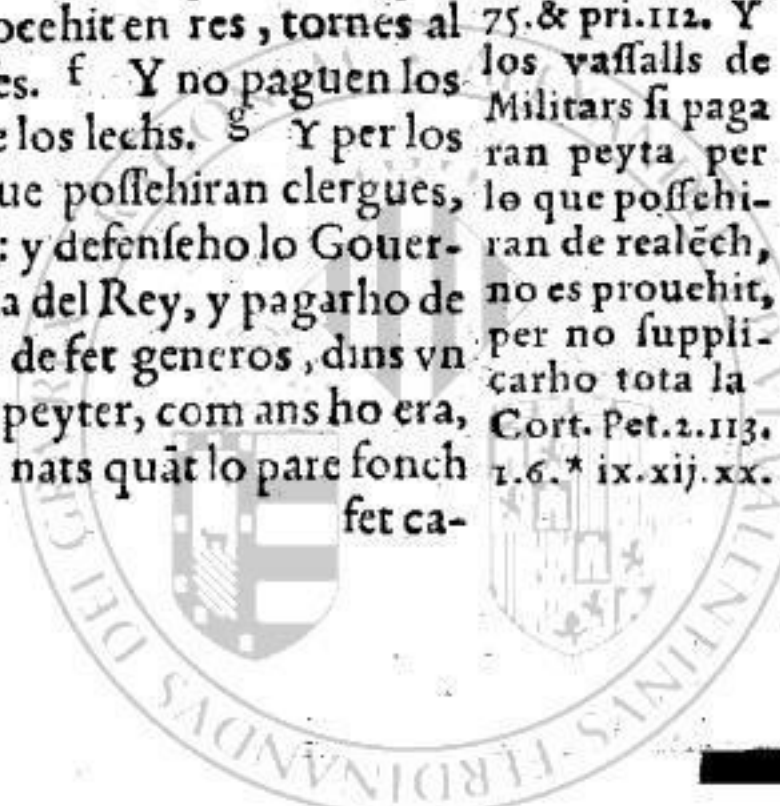 ocehit en res , tornes al
es. f Y no paguen los
e los lechs. g Y per los
ue poſſehiran clergues,
: y defenſeho lo Gouer-
a del Rey, y pagarho de
de fet generos , dins vn
peyter, com ans ho era,
nats quãt lo pare fonch
fet ca-
75.& pri.112. Y
los vaſſalls de
Militars ſi paga
ran peyta per
lo que poſſehi-
ran de realẽch,
no es prouehit,
per no ſuppli-
carho tota la
Cort. Pet.2.113.
1.6.* ix.xij.xx.